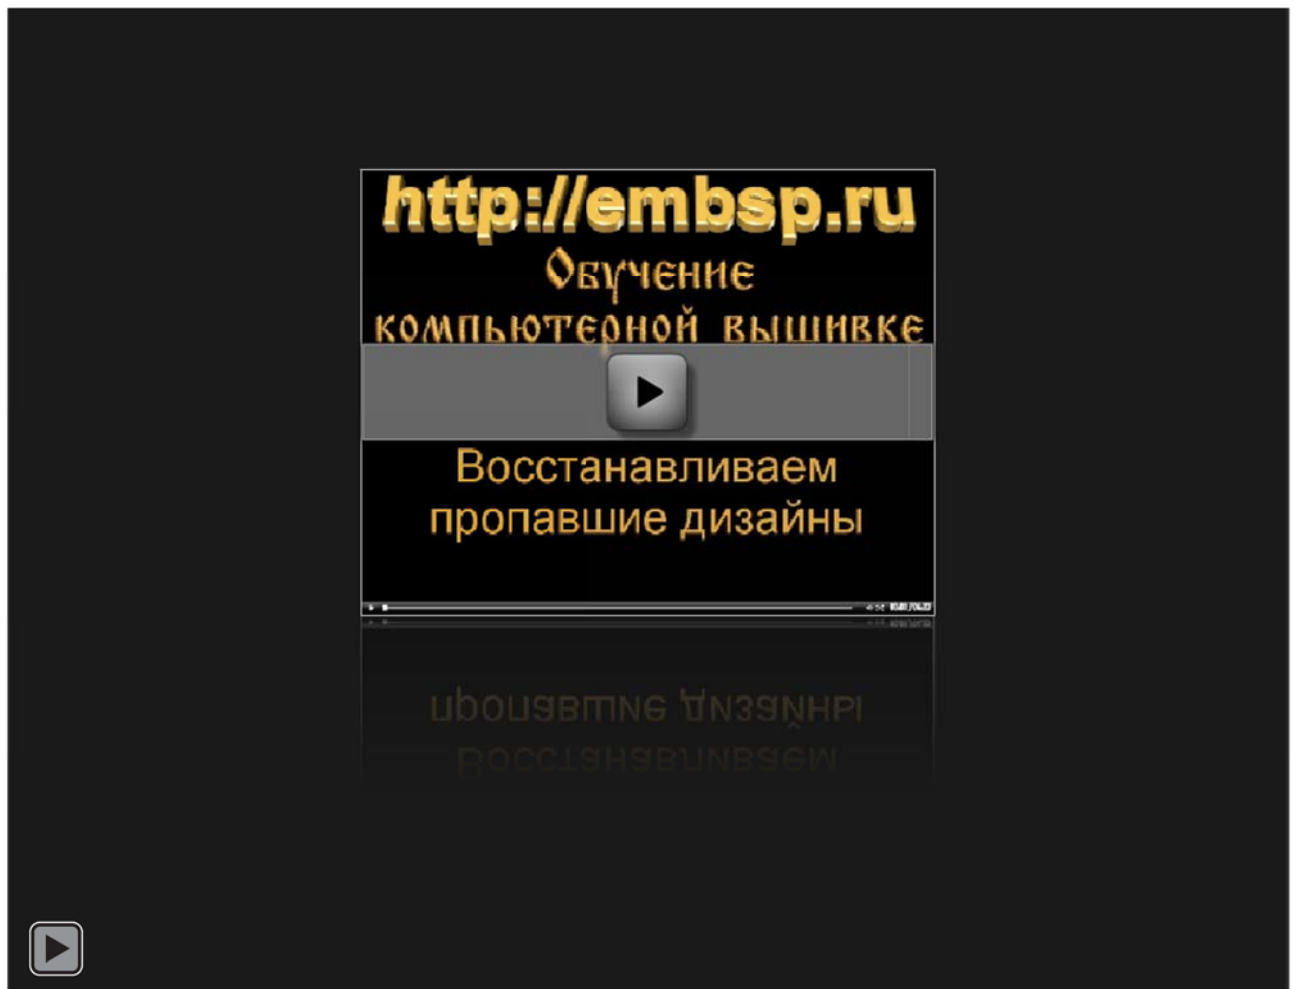 http://embsp.ru
Обучение
компьютерной вышивке
Восстанавливаем
пропавшие дизайны